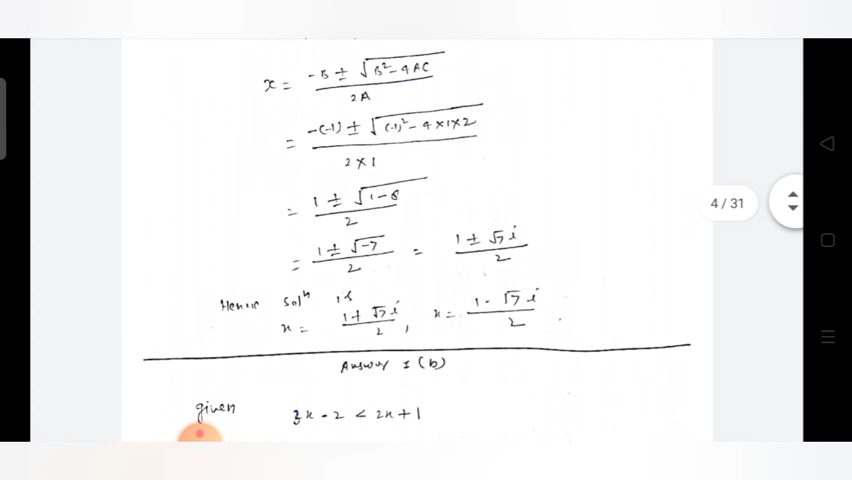 x = -B ± √B² - 4AC / 2A
= -(-1) ± √(-1)² - 4×1×2 / 2×1
= 1 ± √1-8 / 2
= 1 ± √-7 / 2 = 1 ± √7 i / 2
Hence solⁿ is
x = 1 + √7 i / 2 , x = 1 - √7 i / 2 .
Answer 1 (b)
given 3x - 2 < 2x + 1
4 / 31